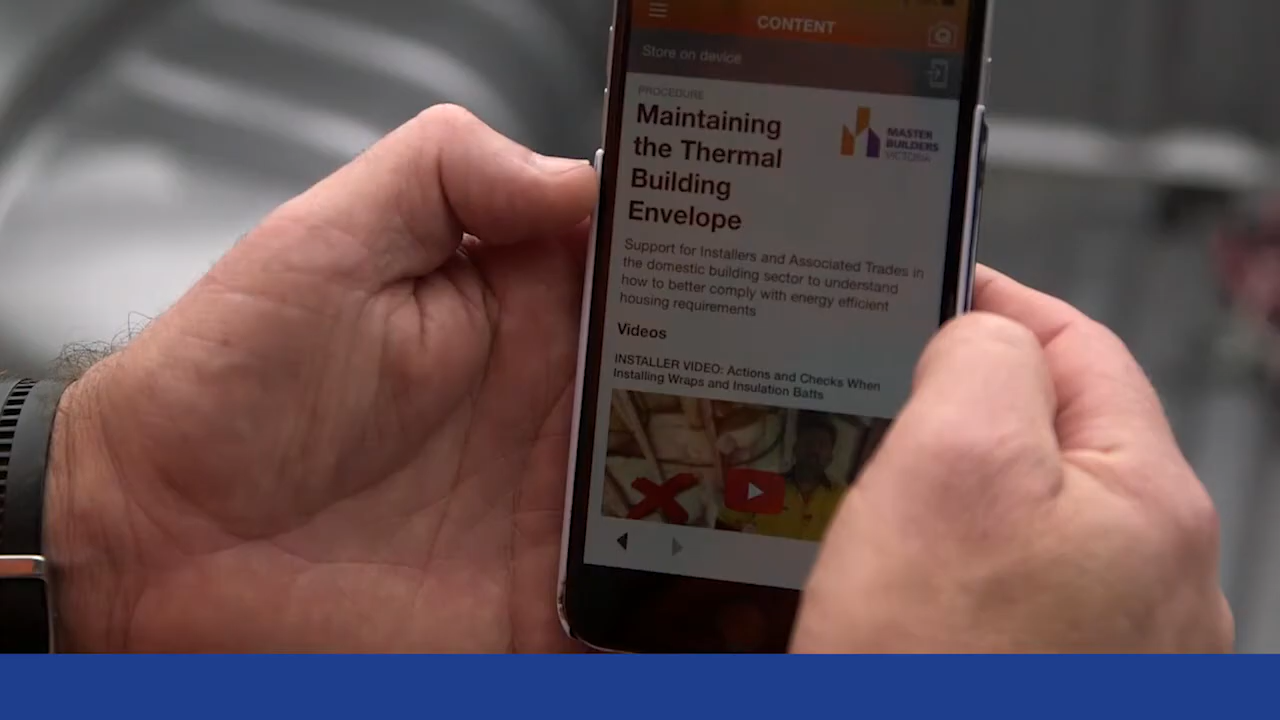 CONTENT
Store on device
PROCEDURE
Maintaining
the Thermal
Building
Envelope
MASTER
BUILDERS
VICTORIA
Support for Installers and Associated Trades in
the domestic building sector to understand
how to better comply with energy efficient
housing requirements
Videos
INSTALLER VIDEO: Actions and Checks When
Installing Wraps and Insulation Batts